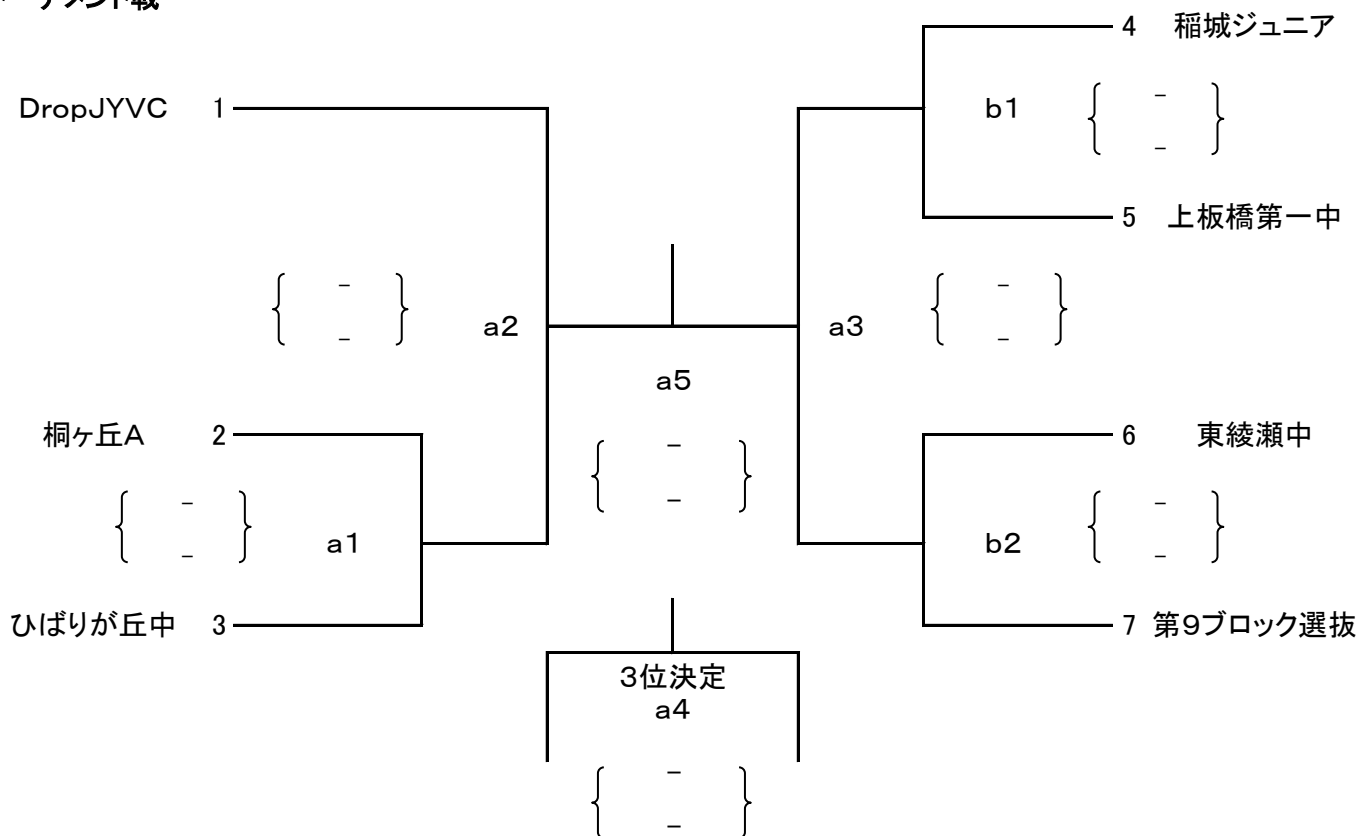 4 稲城ジュニア
DropJYVC 1
b1
{ - }
{ - }
5 上板橋第一中
{ - }
{ - }
a2
a3
{ - }
{ - }
a5
桐ヶ丘A 2
6 東綾瀬中
{ - }
{ - }
{ - }
{ - }
a1
b2
{ - }
{ - }
ひばりが丘中 3
7 第9ブロック選抜
3位決定
a4
{ - }
{ - }